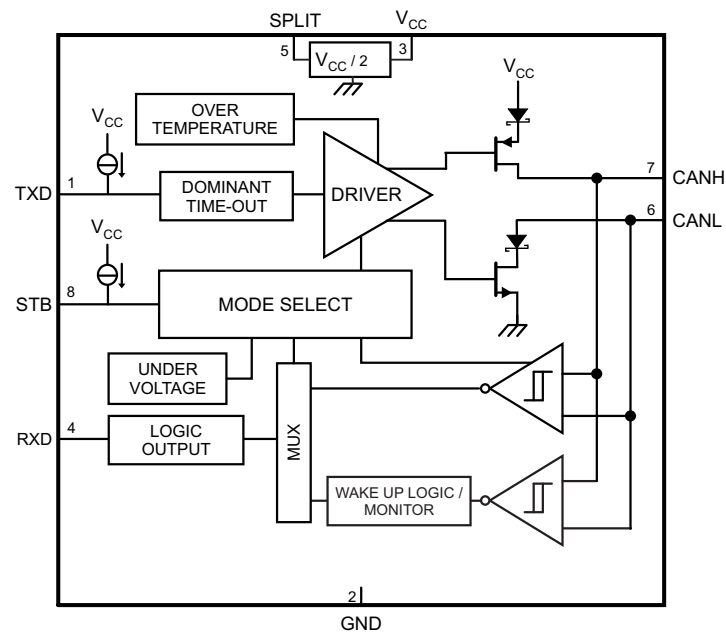 SPLIT
VCC
5
3
VCC / 2
VCC
OVER
TEMPERATURE
VCC
TXD
1
DOMINANT
TIME-OUT
DRIVER
7
CANH
6
CANL
VCC
STB
8
MODE SELECT
UNDER
VOLTAGE
RXD
4
LOGIC
OUTPUT
MUX
WAKE UP LOGIC /
MONITOR
2
GND